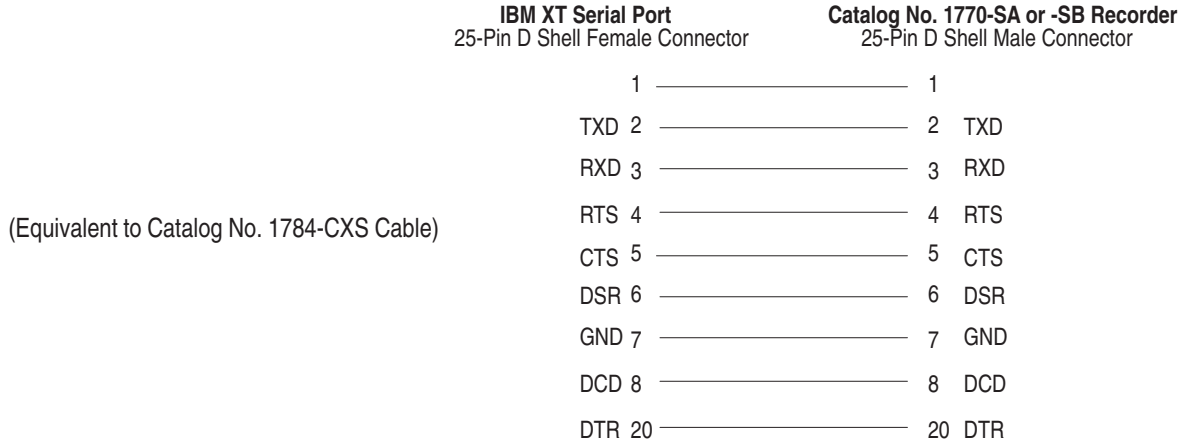 IBM XT Serial Port Catalog No. 1770-SA or -SB Recorder
25-Pin D Shell Female Connector 25-Pin D Shell Male Connector
1 1
TXD 2 2 TXD
RXD 3 3 RXD
RTS 4 4 RTS
(Equivalent to Catalog No. 1784-CXS Cable)
CTS 5 5 CTS
DSR 6 6 DSR
GND 7 7 GND
DCD 8 8 DCD
DTR 20 20 DTR